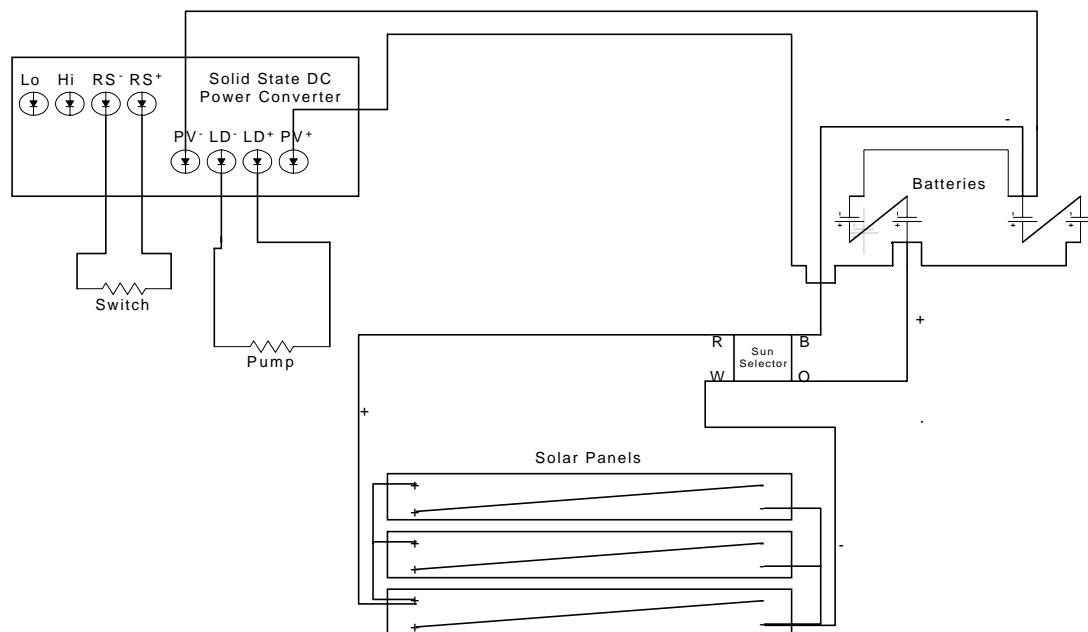 Lo Hi RS- RS+
Solid State DC
Power Converter
PV- LD- LD+ PV+
-
Batteries
- - - -
+ + + +
Switch
+
R B
Sun
Selector
Pump
W O
+
-
Solar Panels
+ -
+ -
+ -
-
+ -
+ -
+ -